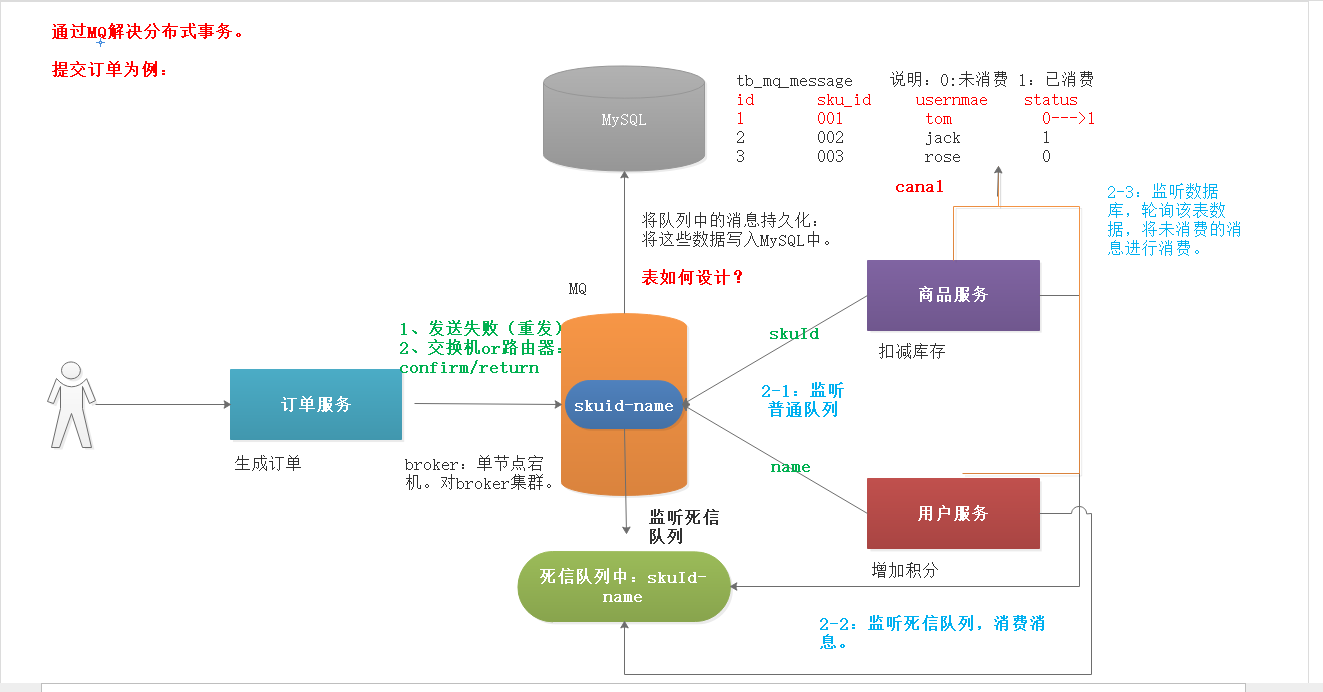 通过MQ解决分布式事务。
提交订单为例：
MySQL
tb_mq_message 说明：0:未消费 1：已消费
id sku_id usernmae status
1 001 tom 0--->1
2 002 jack 1
3 003 rose 0
canal
2-3：监听数据
库，轮询该表数
据，将未消费的消
息进行消费。
将队列中的消息持久化：
将这些数据写入MySQL中。
表如何设计？
MQ
商品服务
扣减库存
1、发送失败（重发）
2、交换机or路由器：
confirm/return
skuId
订单服务
生成订单
skuid-name
2-1：监听
普通队列
broker：单节点宕
机。对broker集群。
name
用户服务
增加积分
监听死信
队列
死信队列中：skuId-
name
2-2：监听死信队列，消费消
息。